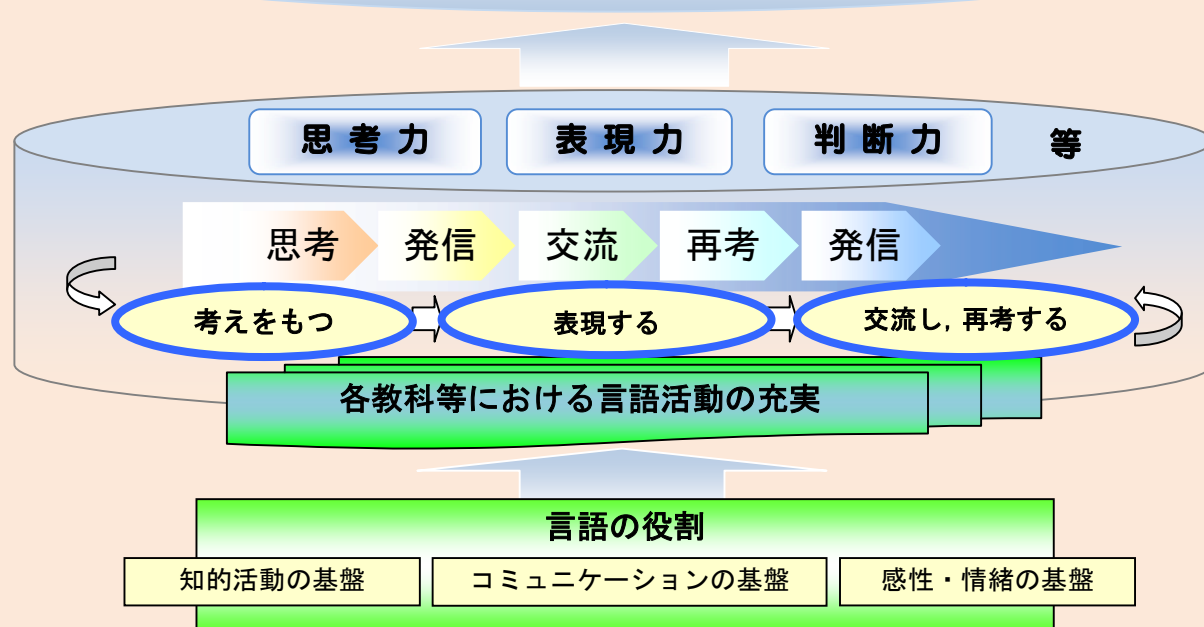 思考力 表現力 判断力 等
思考 発信 交流 再考 発信
考えをもつ 表現する 交流し，再考する
各教科等における言語活動の充実
言語の役割
知的活動の基盤 コミュニケーションの基盤 感性・情緒の基盤